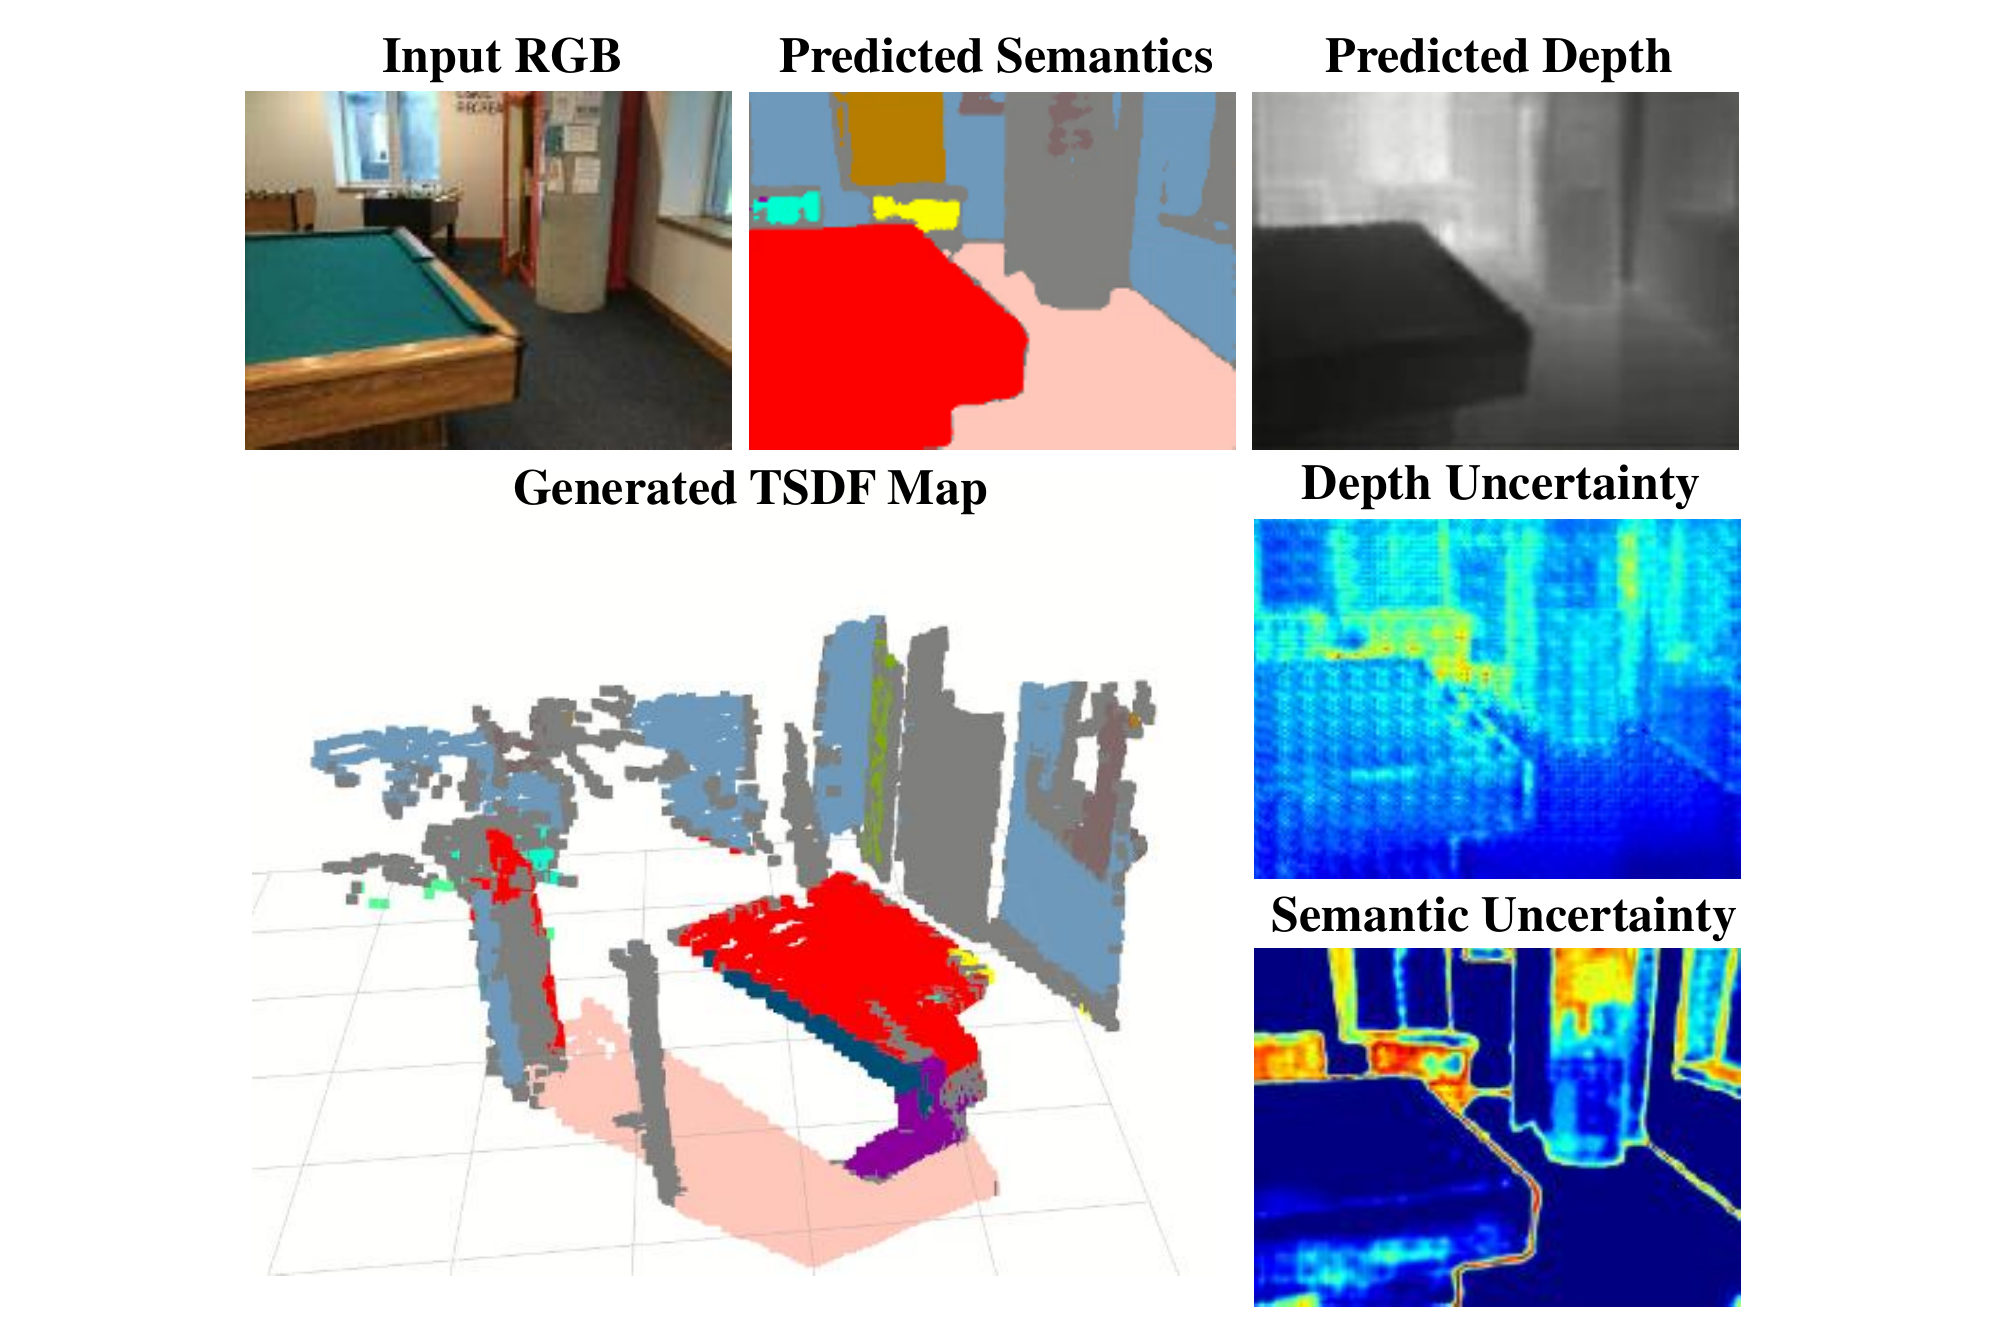 Input RGB
Predicted Semantics
Predicted Depth
Generated TSDF Map
Depth Uncertainty
Semantic Uncertainty